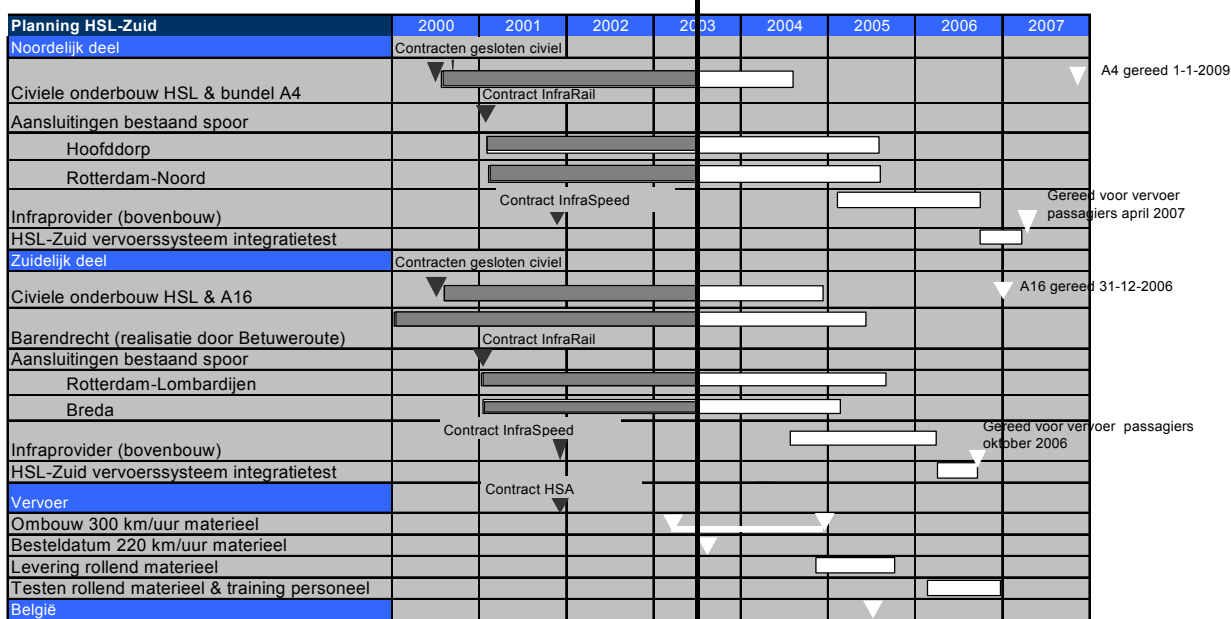 Planning HSL-Zuid 2000 2001 2002 2003 2004 2005 2006 2007
Noordelijk deel Contracten gesloten civiel
A4 gereed 1-1-2009
Civiele onderbouw HSL & bundel A4 Contract InfraRail
Aansluitingen bestaand spoor
Hoofddorp
Rotterdam-Noord
Contract InfraSpeed Gereed voor vervoer
Infraprovider (bovenbouw) passagiers april 2007
HSL-Zuid vervoerssysteem integratietest
Zuidelijk deel Contracten gesloten civiel
Civiele onderbouw HSL & A16 A16 gereed 31-12-2006
Barendrecht (realisatie door Betuweroute) Contract InfraRail
Aansluitingen bestaand spoor
Rotterdam-Lombardijen
Breda
Contract InfraSpeed Gereed voor vervoer passagiers
Infraprovider (bovenbouw) oktober 2006
HSL-Zuid vervoerssysteem integratietest
Contract HSA
Vervoer
Ombouw 300 km/uur materieel
Besteldatum 220 km/uur materieel
Levering rollend materieel
Testen rollend materieel & training personeel
België